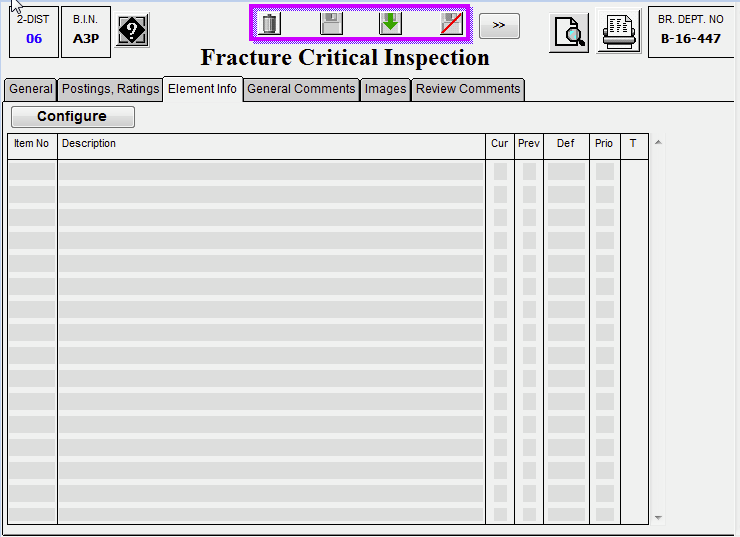 2-DIST
06
B.I.N.
A3P
?
>>
BR. DEPT. NO
B-16-447
Fracture Critical Inspection
General Postings, Ratings Element Info General Comments Images Review Comments
Configure
Item No Description Cur Prev Def Prio T